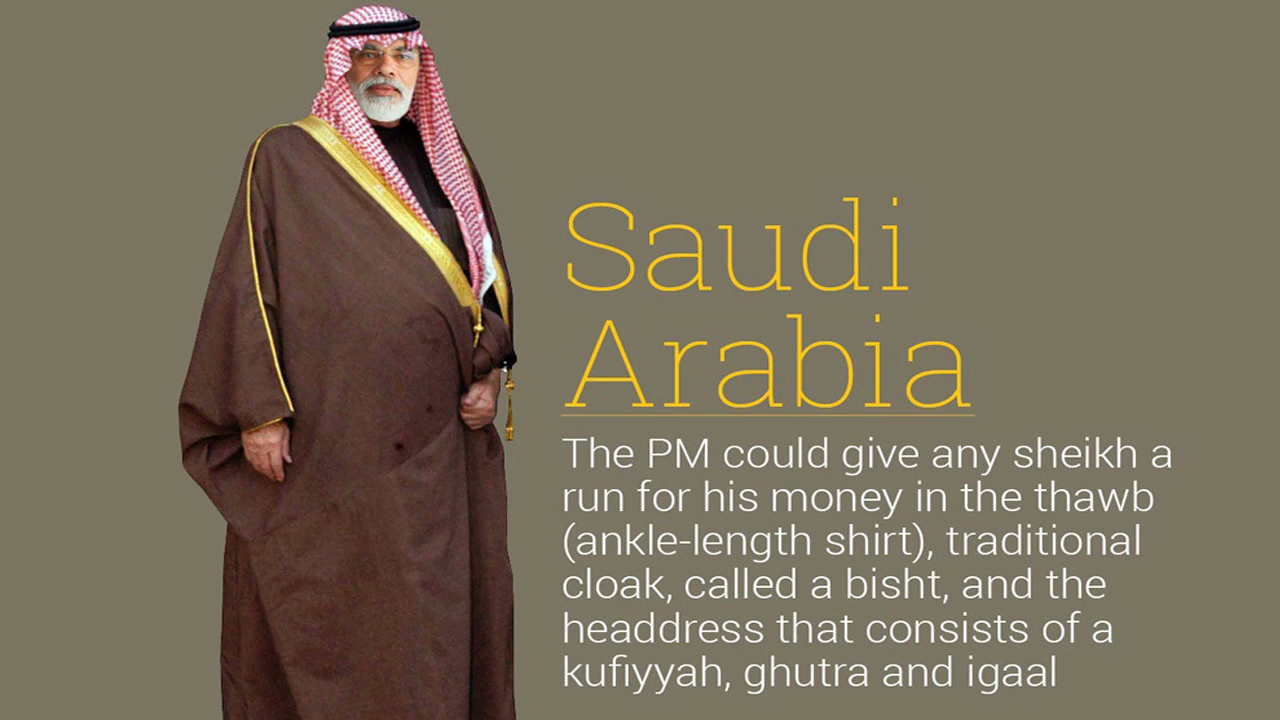 Saudi
Arabia
The PM could give any sheikh a
run for his money in the thawb
(ankle-length shirt), traditional
cloak, called a bisht, and the
headdress that consists of a
kufiyyah, ghutra and igaal